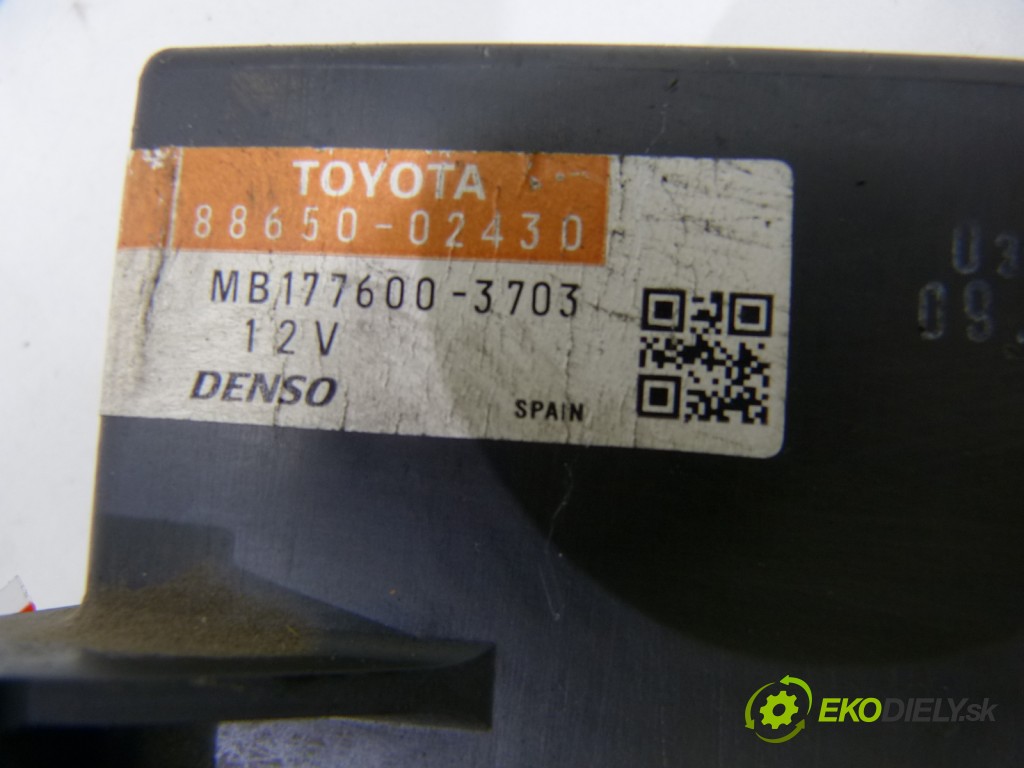 TOYOTA
88650-02430
MB177600-3703
12V
DENSO
SPAIN
EKODIELY.sk